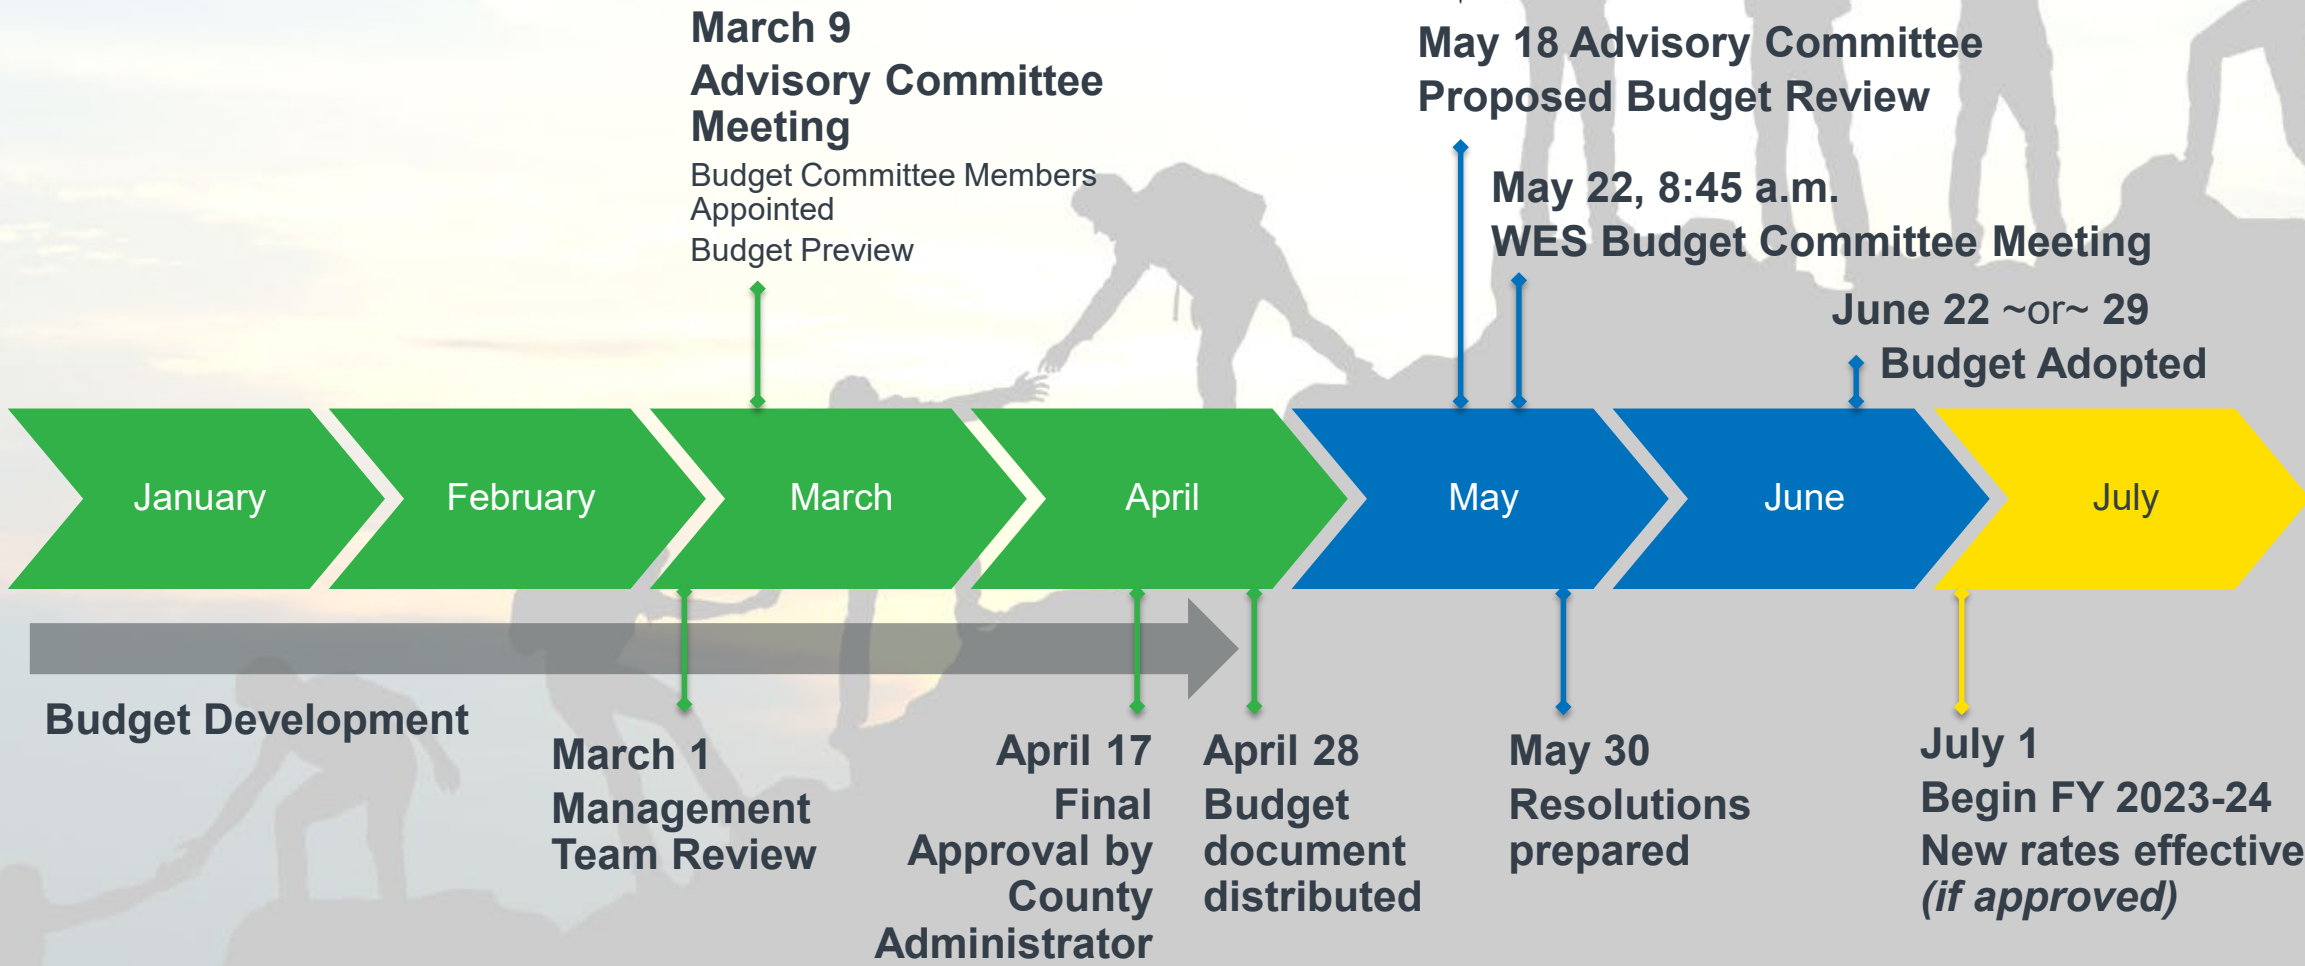 March 9
Advisory Committee
Meeting
Budget Committee Members
Appointed
Budget Preview
May 18 Advisory Committee
Proposed Budget Review
May 22, 8:45 a.m.
WES Budget Committee Meeting
June 22 ~or~ 29
Budget Adopted
January
February
March
April
May
June
July
Budget Development
March 1
Management
Team Review
April 17
Final
Approval by
County
Administrator
April 28
Budget
document
distributed
May 30
Resolutions
prepared
July 1
Begin FY 2023-24
New rates effective
(if approved)